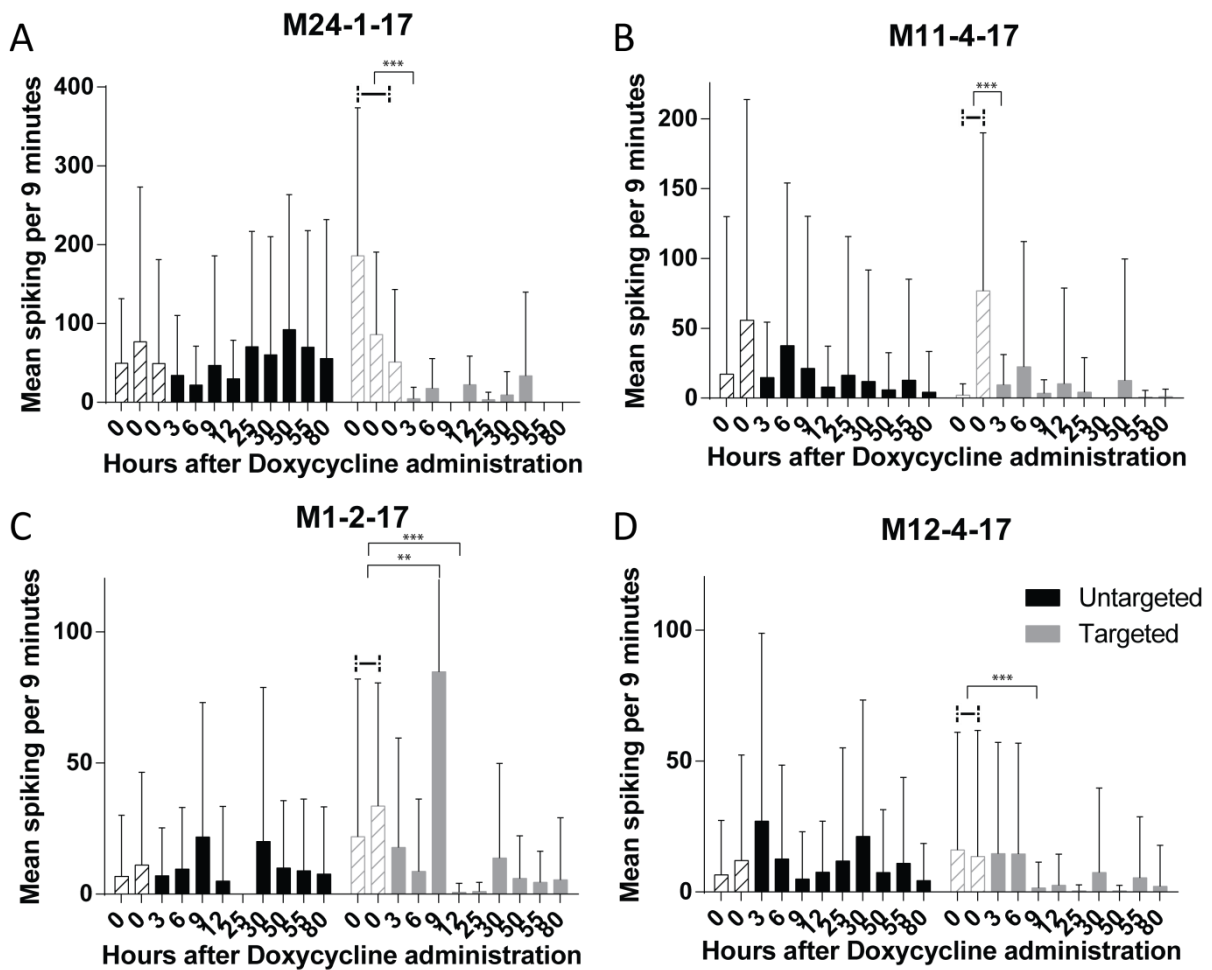 A
M24-1-17
Mean spiking per 9 minutes
400
300
200
100
0
***
0 0 0 3 6 9 12 25 30 50 55 80 0 0 0 3 6 9 12 25 30 50 55 80
Hours after Doxycycline administration
B
M11-4-17
Mean spiking per 9 minutes
200
150
100
50
0
***
0 0 3 6 9 12 25 30 50 55 80 0 0 3 6 9 12 25 30 50 55 80
Hours after Doxycycline administration
C
M1-2-17
Mean spiking per 9 minutes
100
50
0
***
**
0 0 3 6 9 12 25 30 50 55 80 0 0 3 6 9 12 25 30 50 55 80
Hours after Doxycycline administration
D
M12-4-17
Mean spiking per 9 minutes
100
50
0
***
Untargeted
Targeted
0 0 3 6 9 12 25 30 50 55 80 0 0 3 6 9 12 25 30 50 55 80
Hours after Doxycycline administration